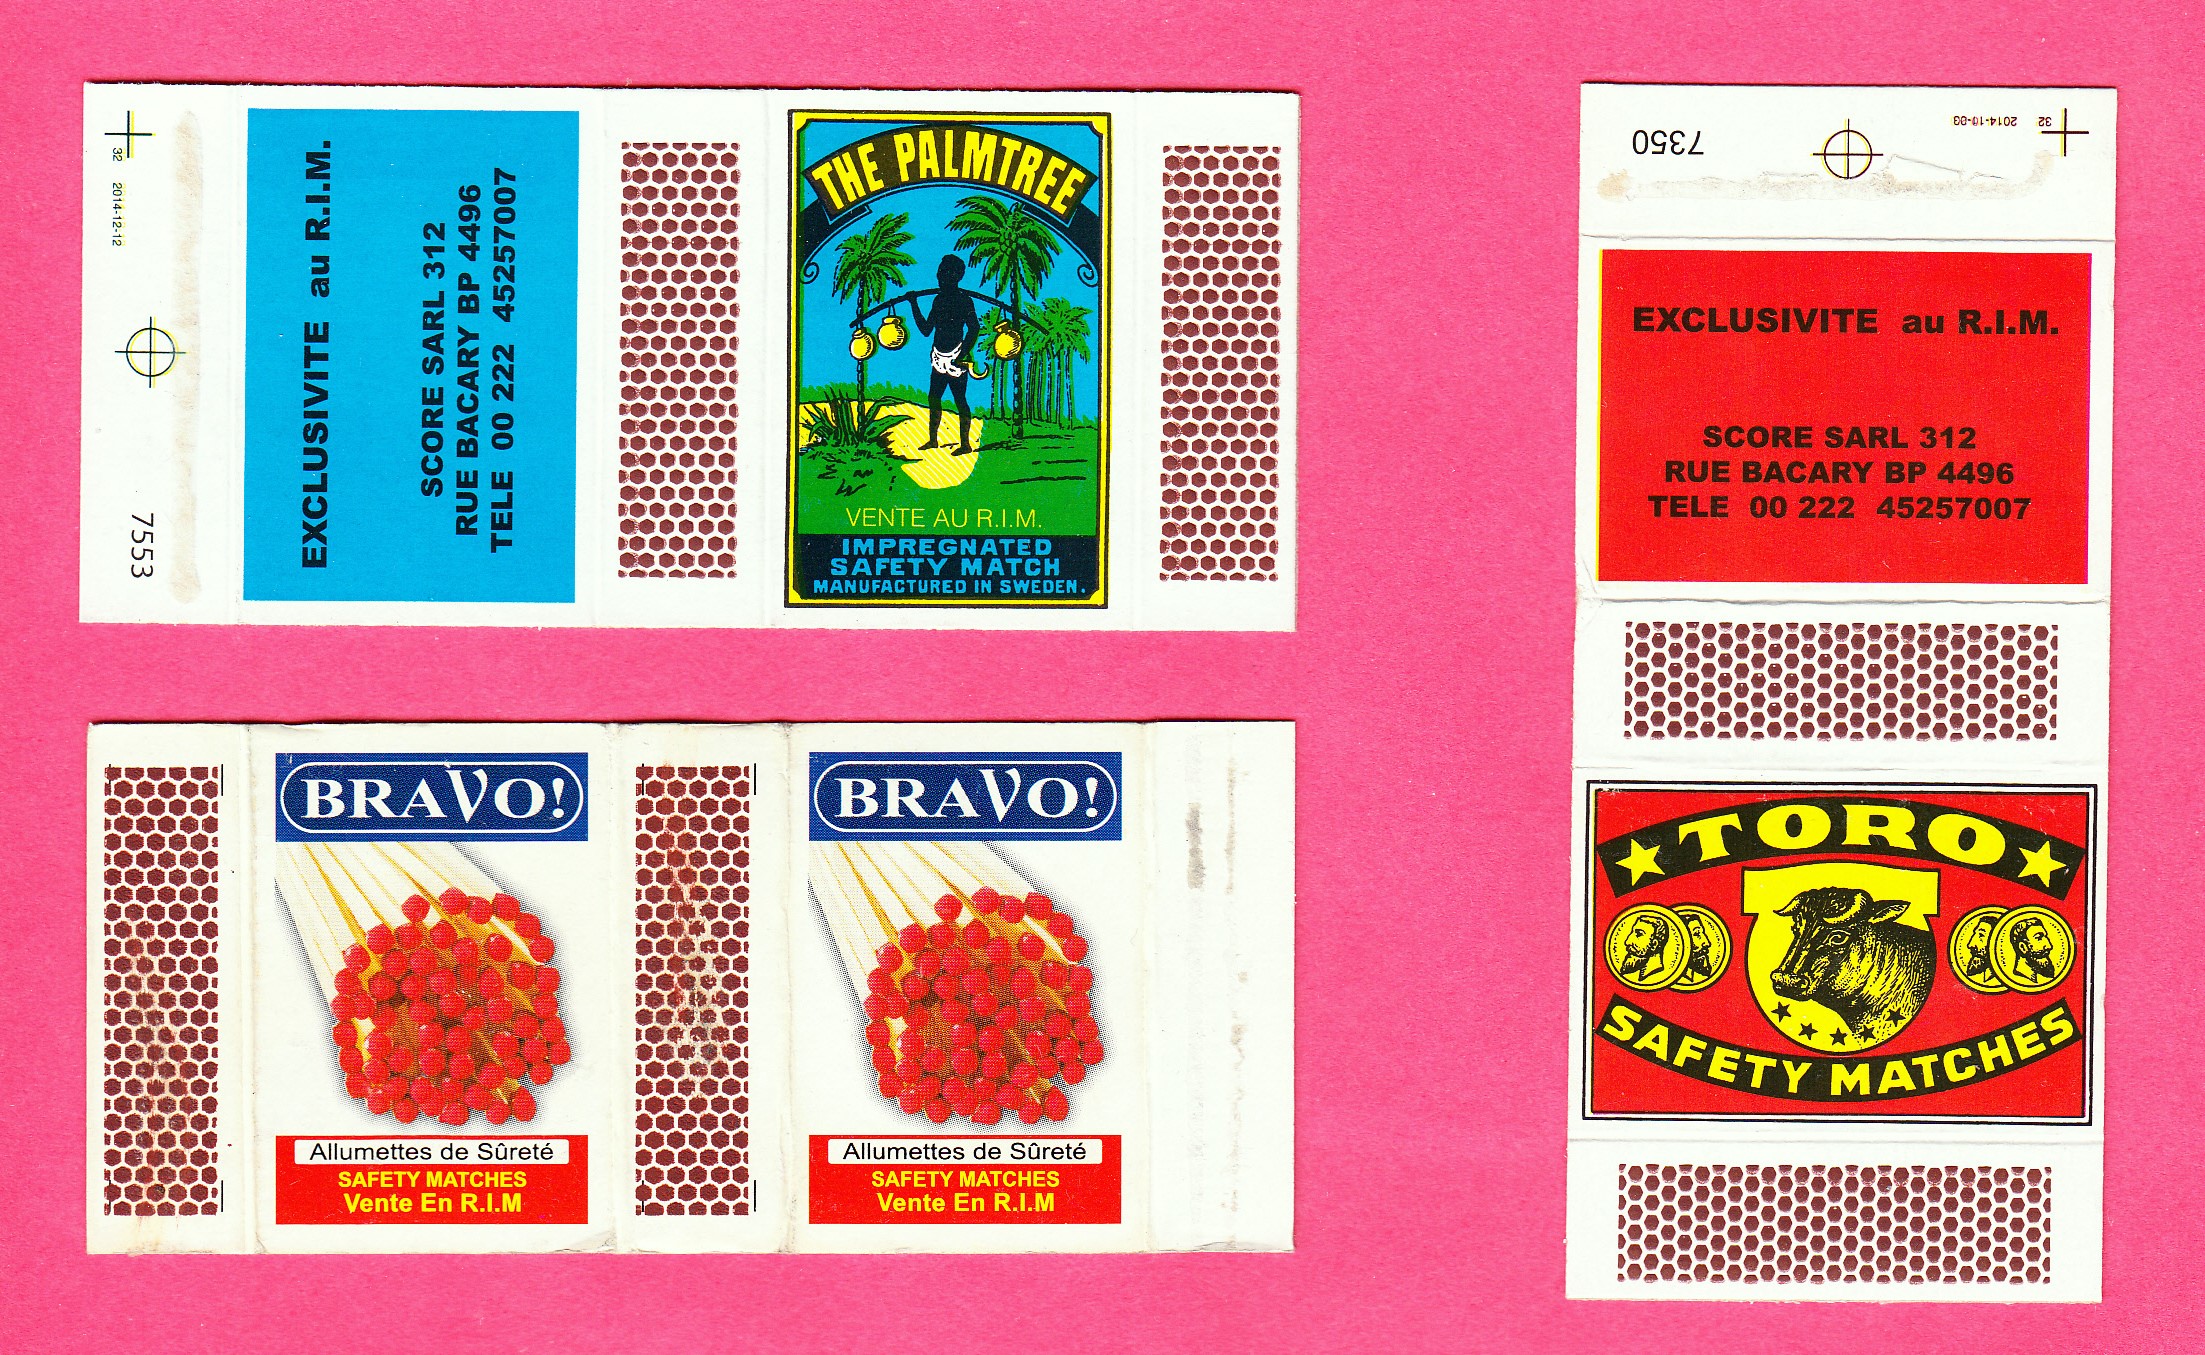 32 2014-12-12
7553
EXCLUSIVITE au R.I.M.
SCORE SARL 312
RUE BACARY BP 4496
TELE 00 222 45257007
THE PALMTREE
VENTE AU R.I.M.
IMPREGNATED
SAFETY MATCH
MANUFACTURED IN SWEDEN.
BRAVO!
Allumettes de Sûreté
SAFETY MATCHES
Vente En R.I.M
BRAVO!
Allumettes de Sûreté
SAFETY MATCHES
Vente En R.I.M
7350
32 2014-10-03
EXCLUSIVITE au R.I.M.
SCORE SARL 312
RUE BACARY BP 4496
TELE 00 222 45257007
TORO
SAFETY MATCHES